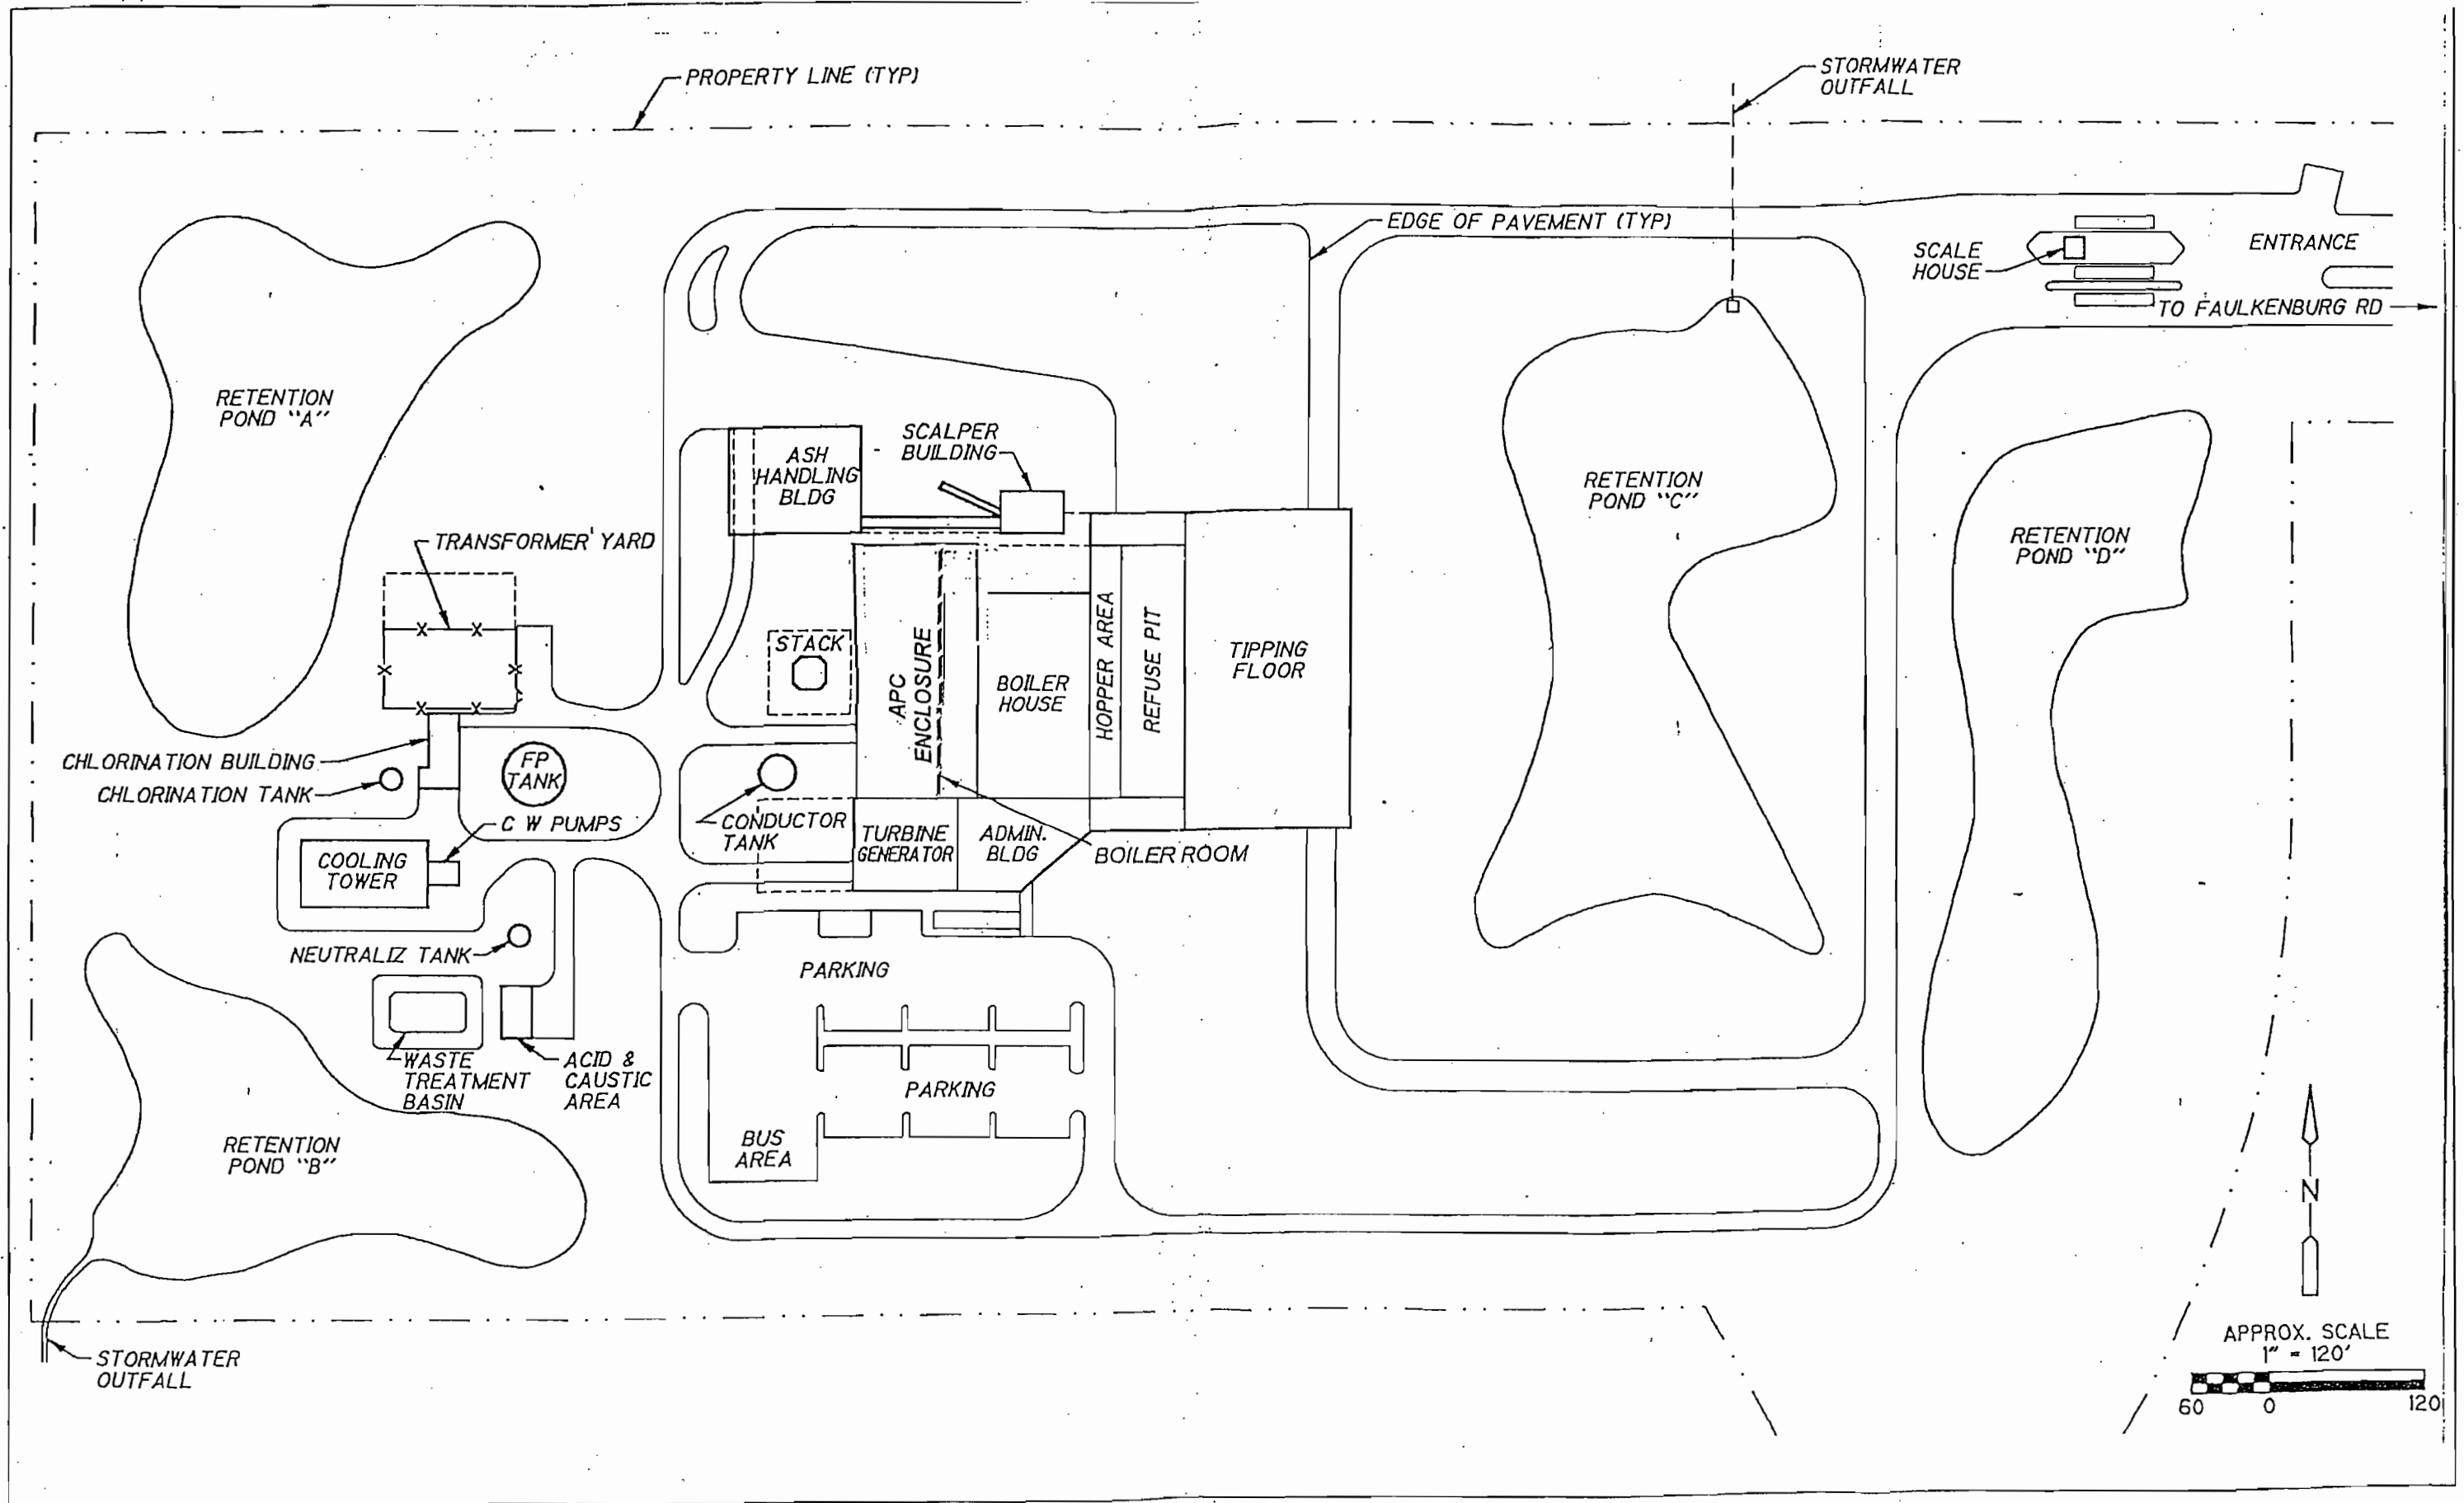 PROPERTY LINE (TYP)
STORMWATER
OUTFALL
EDGE OF PAVEMENT (TYP)
SCALE
HOUSE
ENTRANCE
TO FAULKENBURG RD
RETENTION
POND "A"
ASH
HANDLING
BLDG
SCALPER
BUILDING
RETENTION
POND "C"
RETENTION
POND "D"
TRANSFORMER YARD
STACK
APC
ENCLOSURE
BOILER
HOUSE
HOPPER AREA
REFUSE PIT
TIPPING
FLOOR
CHLORINATION BUILDING
CHLORINATION TANK
FP
TANK
C W PUMPS
CONDUCTOR
TANK
TURBINE
GENERATOR
ADMIN.
BLDG
BOILER ROOM
COOLING
TOWER
NEUTRALIZ TANK
PARKING
WASTE
TREATMENT
BASIN
ACID &
CAUSTIC
AREA
PARKING
BUS
AREA
RETENTION
POND "B"
N
STORMWATER
OUTFALL
APPROX. SCALE
1" = 120'
60 0 120